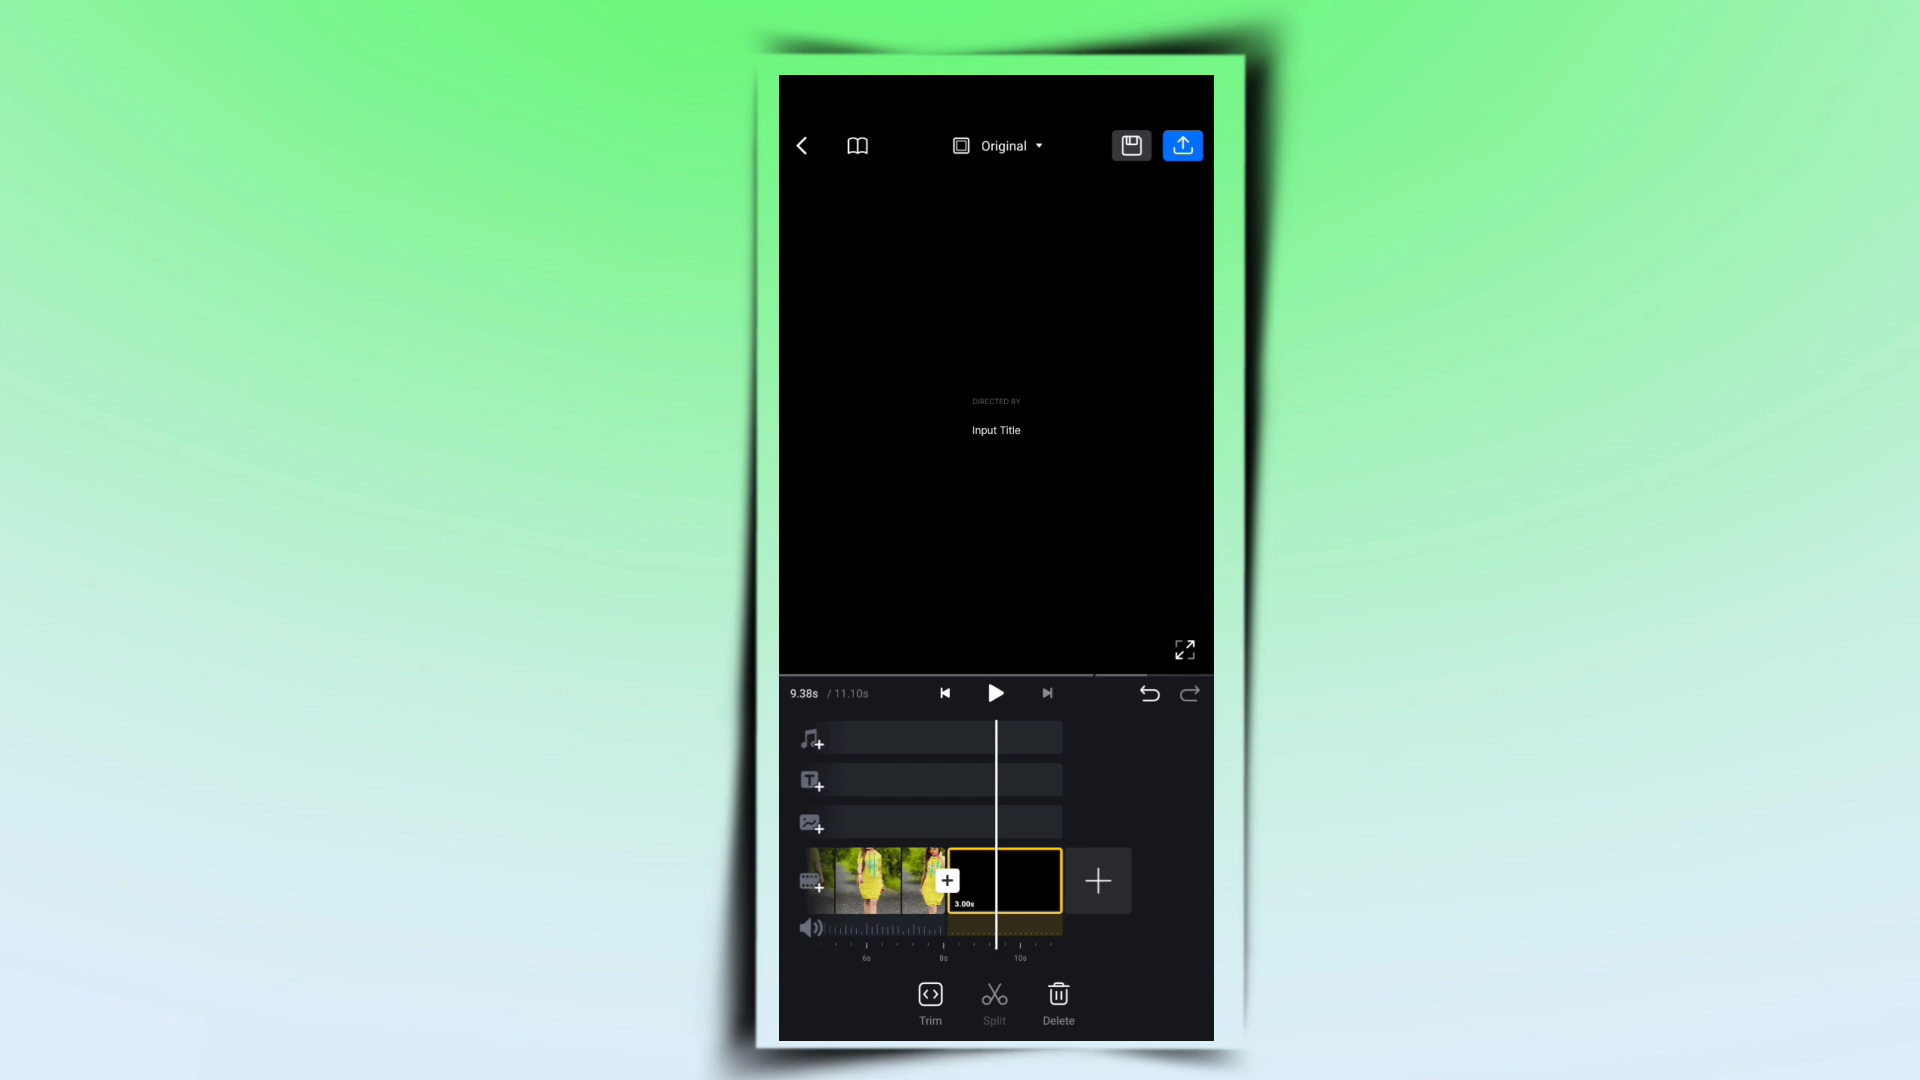 Original
DIRECTED BY
Input Title
9.38s / 11.10s
T
3.00s
6s 8s 10s
Trim Split Delete